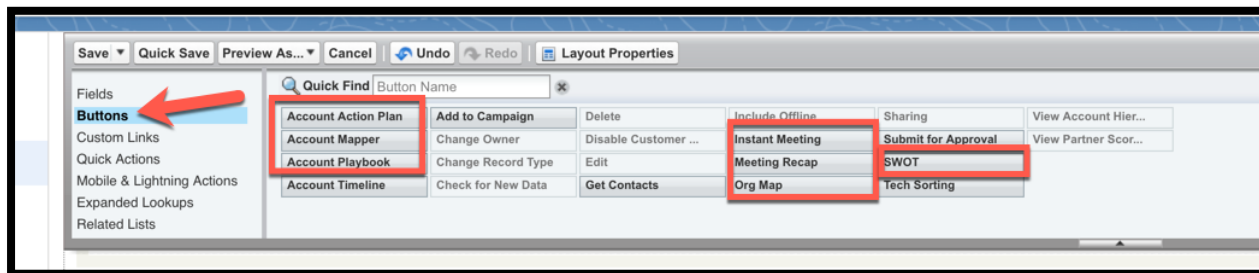 Save Quick Save Preview As... Cancel Undo Redo Layout Properties
Fields
Buttons
Custom Links
Quick Actions
Mobile & Lightning Actions
Expanded Lookups
Related Lists
Quick Find Button Name
Account Action Plan Add to Campaign Delete Include Offline Sharing View Account Hier...
Account Mapper Change Owner Disable Customer ... Instant Meeting Submit for Approval View Partner Scor...
Account Playbook Change Record Type Edit Meeting Recap SWOT
Account Timeline Check for New Data Get Contacts Org Map Tech Sorting